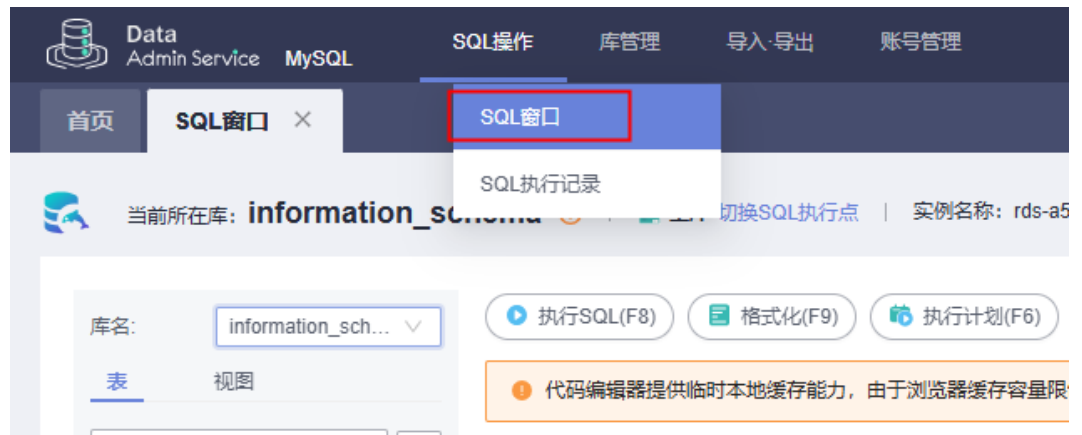 Data
Admin Service MySQL
SQL操作 库管理 导入·导出 账号管理
首页 SQL窗口 ×
SQL窗口
SQL执行记录
当前所在库: information_schema 切换SQL执行点 | 实例名称: rds-a5
库名: information_sch...
执行SQL(F8) 格式化(F9) 执行计划(F6)
表 视图
代码编辑器提供临时本地缓存能力，由于浏览器缓存容量限